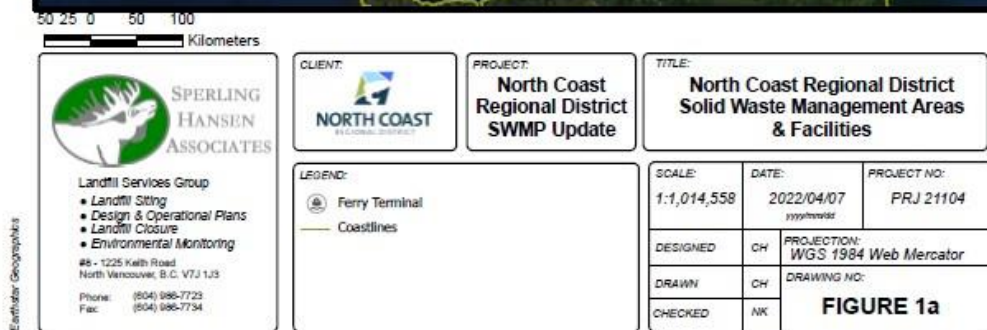 50 25 0 50 100
Kilometers
SPERLING
HANSEN
ASSOCIATES
Landfill Services Group
• Landfill Siting
• Design & Operational Plans
• Landfill Closure
• Environmental Monitoring
#8 - 1225 Keith Road
North Vancouver, B.C. V7J 1J3
Phone: (604) 986-7723
Fax: (604) 986-7734
Earthstar Geographics
CLIENT:
NORTH COAST
REGIONAL DISTRICT
PROJECT:
North Coast
Regional District
SWMP Update
TITLE:
North Coast Regional District
Solid Waste Management Areas
& Facilities
LEGEND:
Ferry Terminal
Coastlines
SCALE:
1:1,014,558
DATE:
2022/04/07
yyyy/mm/dd
PROJECT NO:
PRJ 21104
DESIGNED CH
PROJECTION:
WGS 1984 Web Mercator
DRAWN CH
DRAWING NO:
FIGURE 1a
CHECKED NK